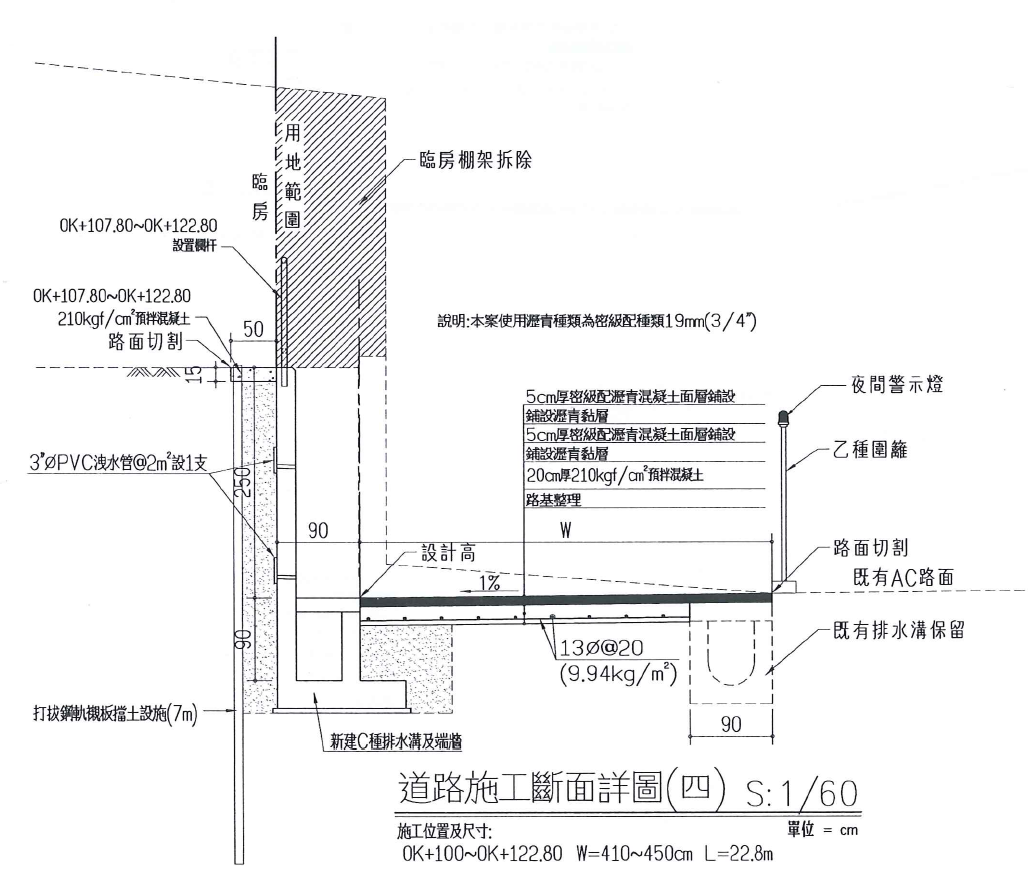 用地範圍
臨房
臨房棚架拆除
0K+107.80~0K+122.80
設置欄杆
0K+107.80~0K+122.80
210kgf/cm²預拌混凝土
路面切割
50
15
說明:本案使用瀝青種類為密級配種類19mm(3/4")
5cm厚密級配瀝青混凝土面層鋪設
鋪設瀝青黏層
5cm厚密級配瀝青混凝土面層鋪設
鋪設瀝青黏層
20cm厚210kgf/cm²預拌混凝土
路基整理
夜間警示燈
乙種圍籬
3"ØPVC洩水管@2m²設1支
250
90
W
設計高
1%
路面切割
既有AC路面
90
13Ø@20
(9.94kg/m²)
既有排水溝保留
打拔鋼軌襯板擋土設施(7m)
新建C種排水溝及端牆
90
道路施工斷面詳圖(四) S:1/60
單位 = cm
施工位置及尺寸:
0K+100~0K+122.80 W=410~450cm L=22.8m